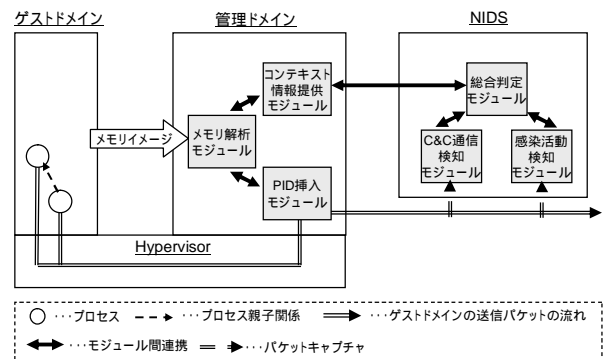 ゲストドメイン
管理ドメイン
NIDS
コンテキスト
情報提供
モジュール
総合判定
モジュール
メモリイメージ
メモリ解析
モジュール
C&C通信
検知
モジュール
感染活動
検知
モジュール
PID挿入
モジュール
Hypervisor
･･･プロセス
･･･プロセス親子関係
･･･ゲストドメインの送信パケットの流れ
･･･モジュール間連携
･･･パケットキャプチャ